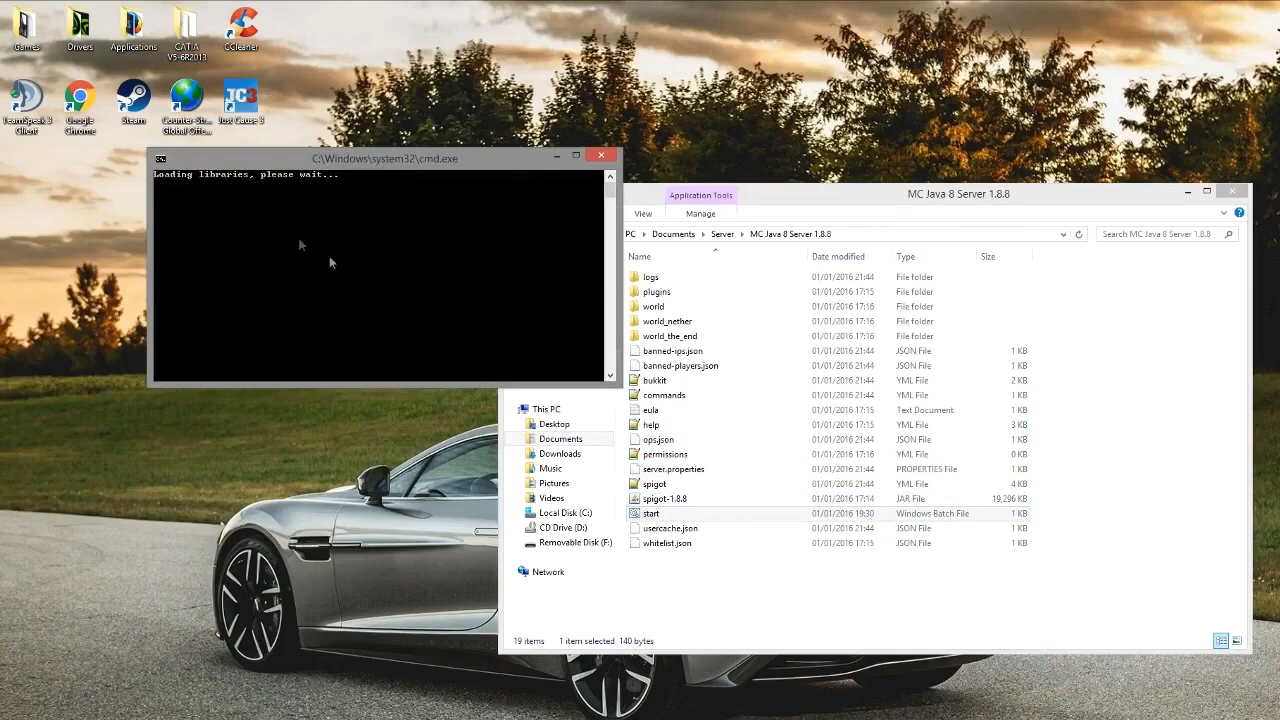 Games
Drivers
Applications
CATIA V5-6R2013
CCleaner
TeamSpeak 3 Client
Google Chrome
Steam
Counter-Str... Global Offe...
Just Cause 3
C:\Windows\system32\cmd.exe
Loading libraries, please wait...
Application Tools
MC Java 8 Server 1.8.8
View
Manage
PC
Documents
Server
MC Java 8 Server 1.8.8
Search MC Java 8 Server 1.8.8
Name Date modified Type Size
logs 01/01/2016 21:44 File folder
plugins 01/01/2016 17:15 File folder
world 01/01/2016 17:16 File folder
world_nether 01/01/2016 17:16 File folder
world_the_end 01/01/2016 17:16 File folder
banned-ips.json 01/01/2016 21:44 JSON File 1 KB
banned-players.json 01/01/2016 21:44 JSON File 1 KB
bukkit 01/01/2016 21:44 YML File 2 KB
commands 01/01/2016 21:44 YML File 1 KB
eula 01/01/2016 17:15 Text Document 1 KB
help 01/01/2016 17:15 YML File 3 KB
ops.json 01/01/2016 21:44 JSON File 1 KB
permissions 01/01/2016 17:16 YML File 0 KB
server.properties 01/01/2016 21:44 PROPERTIES File 1 KB
spigot 01/01/2016 21:44 YML File 4 KB
spigot-1.8.8 01/01/2016 17:14 JAR File 19,296 KB
start 01/01/2016 19:30 Windows Batch File 1 KB
usercache.json 01/01/2016 21:44 JSON File 1 KB
whitelist.json 01/01/2016 17:15 JSON File 1 KB
This PC
Desktop
Documents
Downloads
Music
Pictures
Videos
Local Disk (C:)
CD Drive (D:)
Removable Disk (F:)
Network
19 items 1 item selected 140 bytes